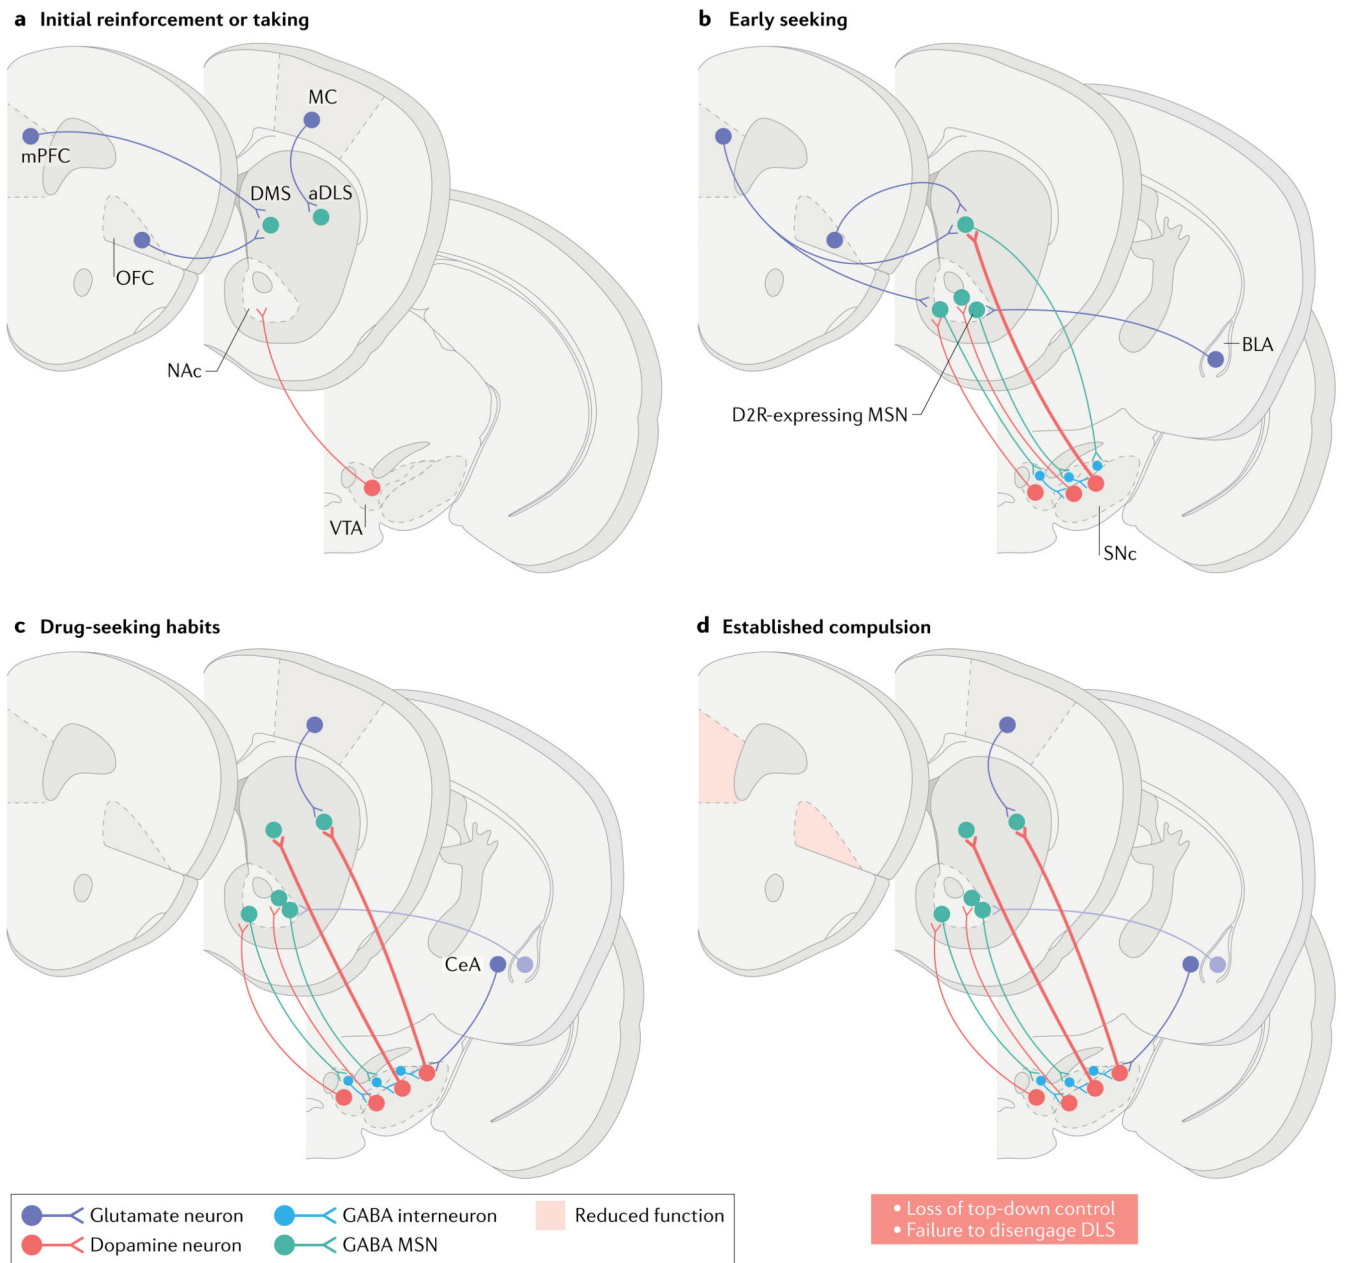 a Initial reinforcement or taking
MC
mPFC
DMS
aDLS
OFC
NAc
VTA
b Early seeking
BLA
D2R-expressing MSN
SNc
c Drug-seeking habits
CeA
d Established compulsion
Glutamate neuron
GABA interneuron
Reduced function
Dopamine neuron
GABA MSN
• Loss of top-down control
• Failure to disengage DLS